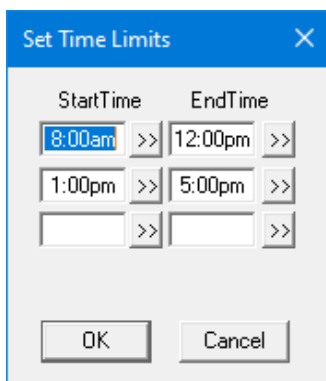 Set Time Limits
StartTime EndTime
8:00am >> 12:00pm >>
1:00pm >> 5:00pm >>
>> >>
OK Cancel